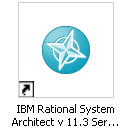 IBM Rational System
Architect v 11.3 Ser...